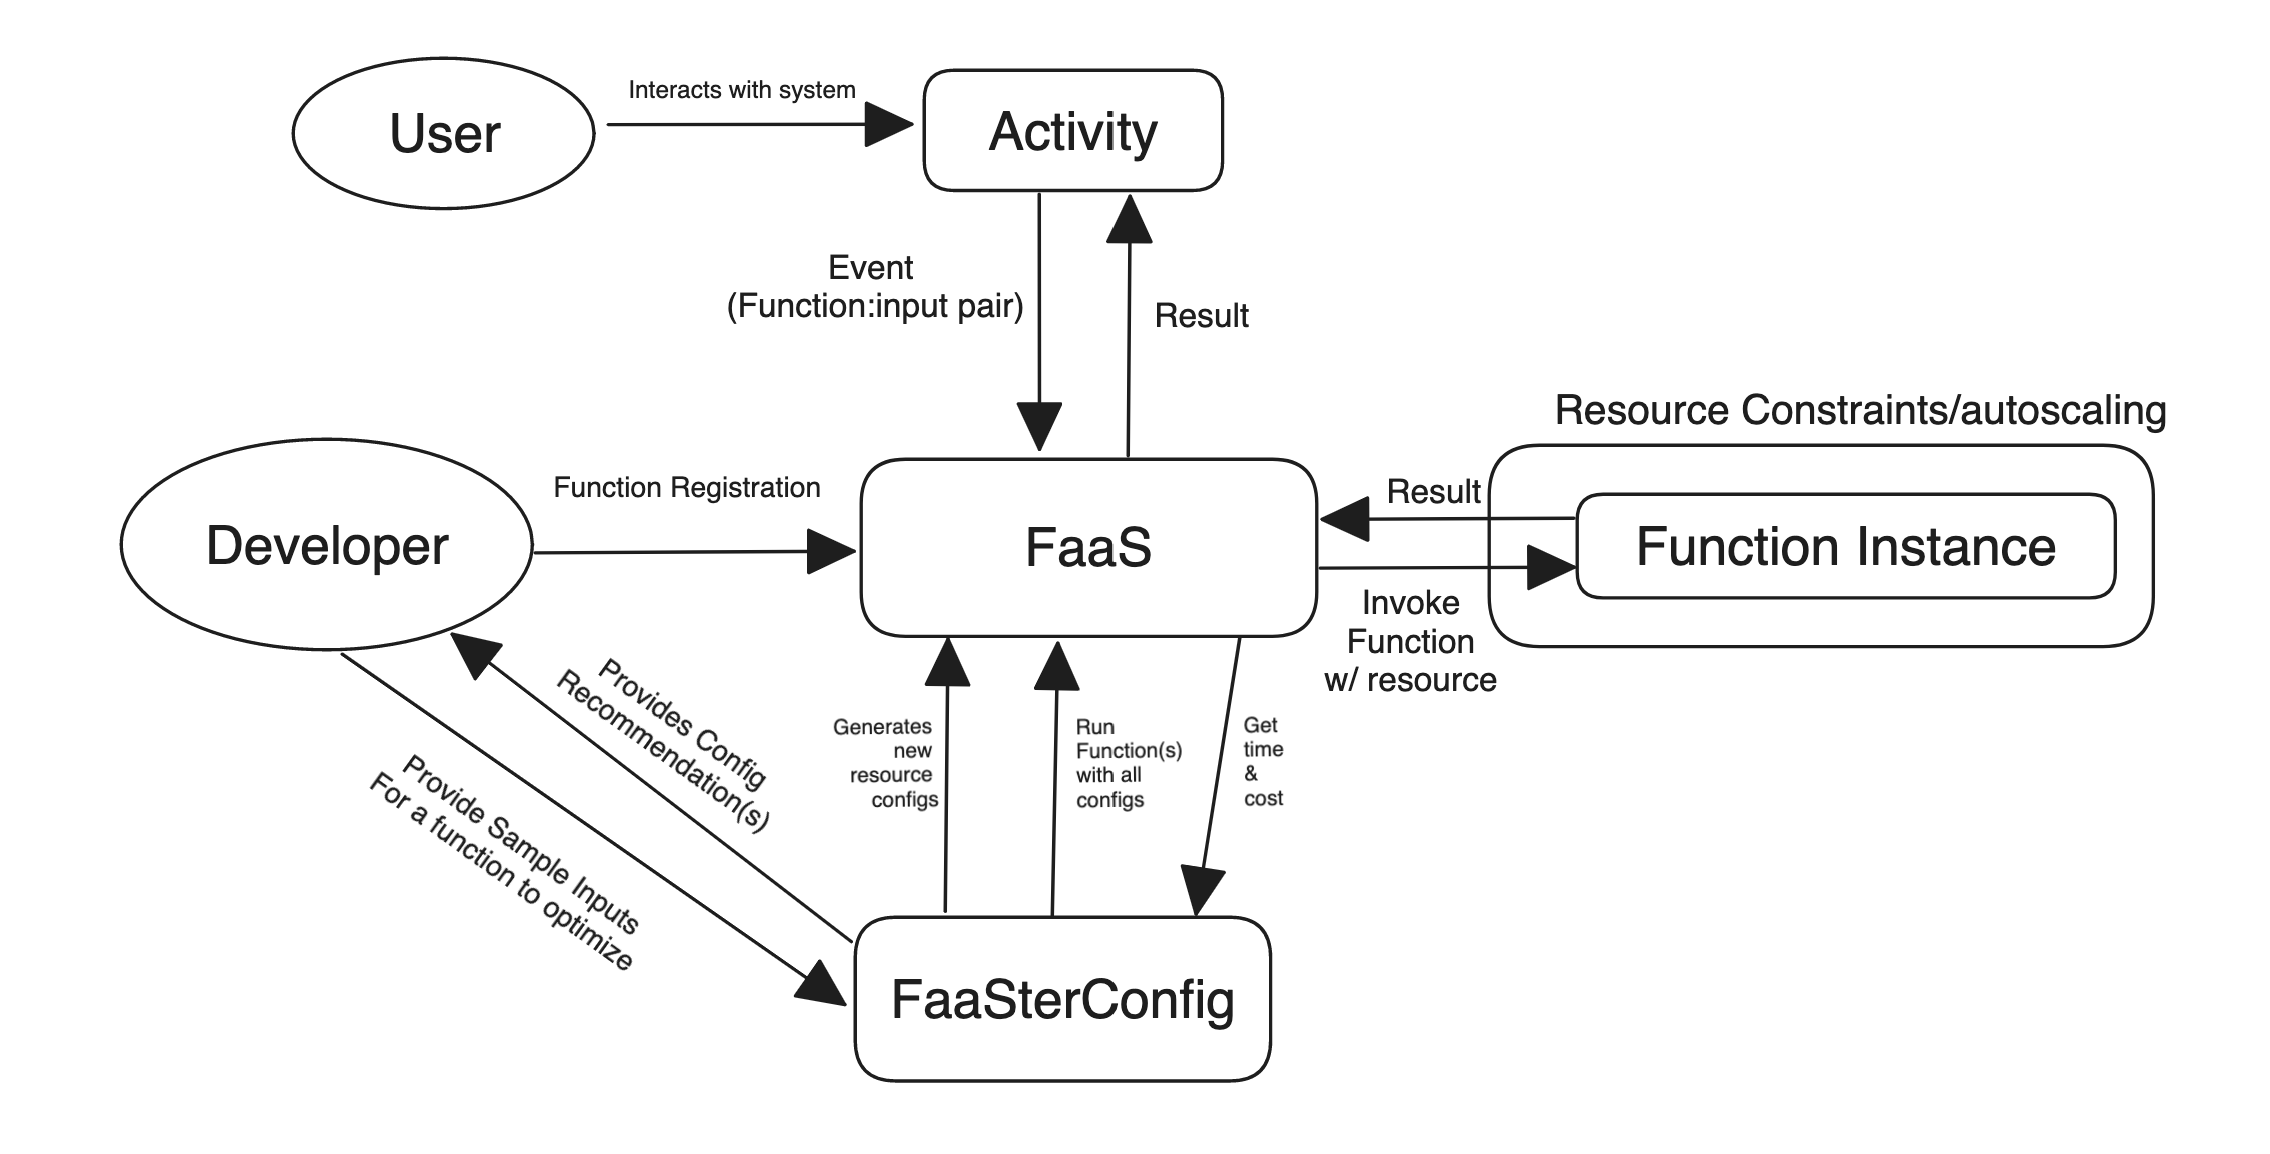 Interacts with system
User
Activity
Event
(Function:input pair)
Result
Resource Constraints/autoscaling
Function Registration
Result
Developer
FaaS
Function Instance
Invoke
Function
w/ resource
Provides Config
Recommendation(s)
Provide Sample Inputs
For a function to optimize
Generates
new
resource
configs
Run
Function(s)
with all
configs
Get
time
&
cost
FaaSterConfig